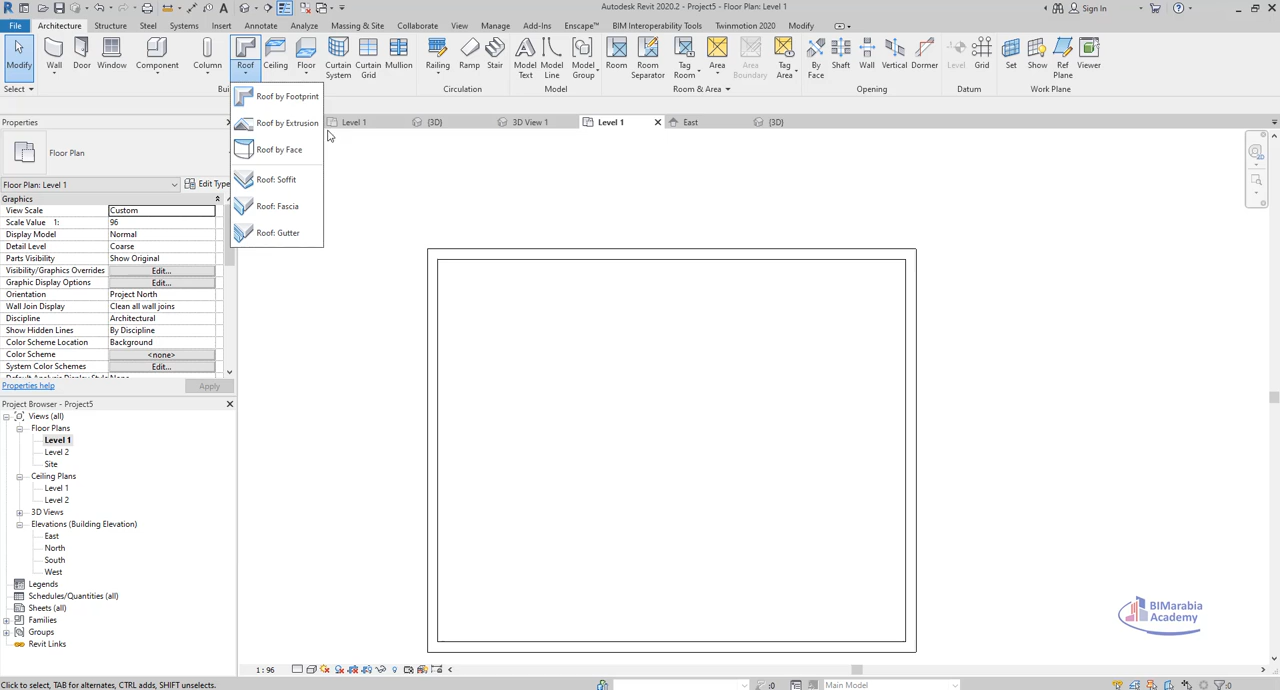 Autodesk Revit 2020.2 - Project5 - Floor Plan: Level 1
Sign In
File Architecture Structure Steel Systems Insert Annotate Analyze Massing & Site Collaborate View Manage Add-Ins Enscape™ BIM Interoperability Tools Twinmotion 2020 Modify
Modify Wall Door Window Component Column Roof Ceiling Floor Curtain System Curtain Grid Mullion Railing Ramp Stair Model Text Model Line Model Group Room Room Separator Tag Room Area Area Boundary Tag Area By Face Shaft Wall Vertical Dormer Level Grid Set Show Ref Plane Viewer
Select Circulation Model Room & Area Opening Datum Work Plane
Roof by Footprint
Roof by Extrusion
Roof by Face
Roof: Soffit
Roof: Fascia
Roof: Gutter
Level 1 {3D} 3D View 1 Level 1 East {3D}
Properties
Floor Plan
Floor Plan: Level 1 Edit Type
Graphics
View Scale Custom
Scale Value 1: 96
Display Model Normal
Detail Level Coarse
Parts Visibility Show Original
Visibility/Graphics Overrides Edit...
Graphic Display Options Edit...
Orientation Project North
Wall Join Display Clean all wall joins
Discipline Architectural
Show Hidden Lines By Discipline
Color Scheme Location Background
Color Scheme <none>
System Color Schemes Edit...
Properties help Apply
Project Browser - Project5
Views (all)
Floor Plans
Level 1
Level 2
Site
Ceiling Plans
Level 1
Level 2
3D Views
Elevations (Building Elevation)
East
North
South
West
Legends
Schedules/Quantities (all)
Sheets (all)
Families
Groups
Revit Links
BIMarabia
Academy
1 : 96
Click to select, TAB for alternates, CTRL adds, SHIFT unselects.
:0 Main Model :0